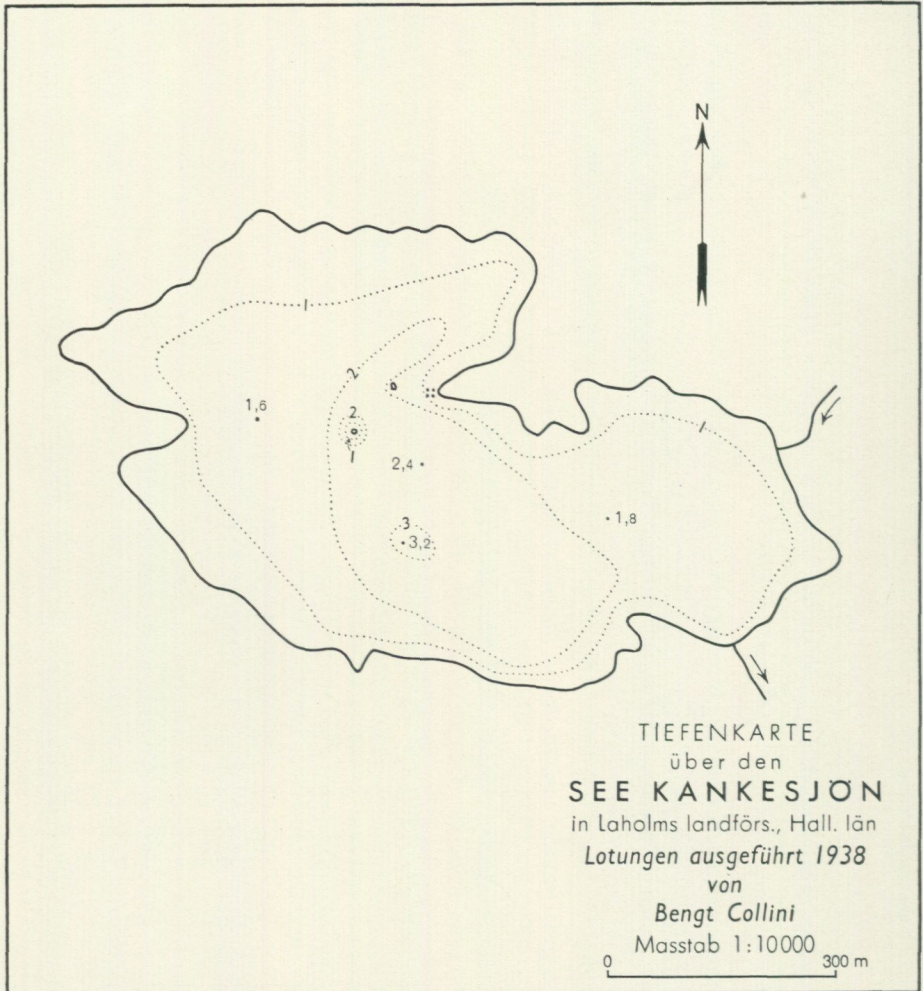 N
1
2
1,6
2
1
2,4
1
3
3,2
1,8
TIEFENKARTE
über den
SEE KANKESJÖN
in Laholms landförs., Hall. län
Lotungen ausgeführt 1938
von
Bengt Collini
Masstab 1:10000
0 300 m